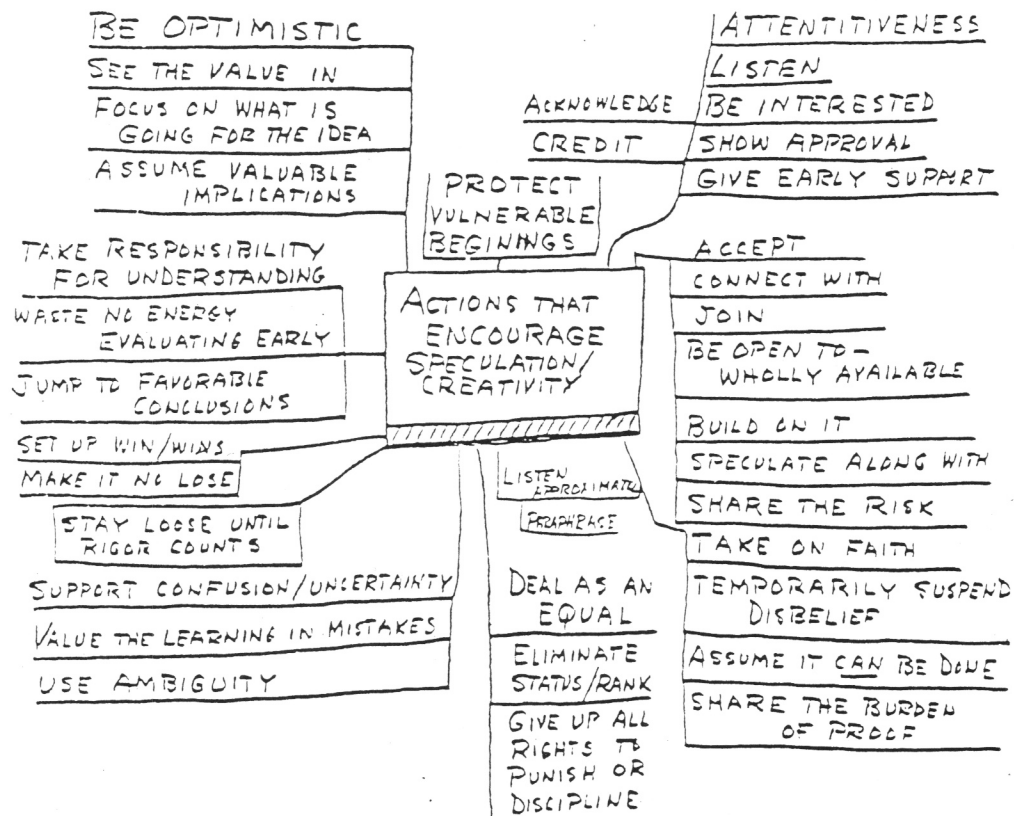 BE OPTIMISTIC
SEE THE VALUE IN
FOCUS ON WHAT IS
GOING FOR THE IDEA
ASSUME VALUABLE
IMPLICATIONS
PROTECT
VULNERABLE
BEGININGS
ATTENTITIVENESS
LISTEN
ACKNOWLEDGE
BE INTERESTED
CREDIT
SHOW APPROVAL
GIVE EARLY SUPPORT
TAKE RESPONSIBILITY
FOR UNDERSTANDING
WASTE NO ENERGY
EVALUATING EARLY
JUMP TO FAVORABLE
CONCLUSIONS
ACTIONS THAT
ENCOURAGE
SPECULATION/
CREATIVITY
ACCEPT
CONNECT WITH
JOIN
BE OPEN TO –
WHOLLY AVAILABLE
BUILD ON IT
SPECULATE ALONG WITH
SHARE THE RISK
SET UP WIN/WINS
MAKE IT NO LOSE
STAY LOOSE UNTIL
RIGOR COUNTS
LISTEN
APPROXIMATELY
PARAPHRASE
SUPPORT CONFUSION/UNCERTAINTY
VALUE THE LEARNING IN MISTAKES
USE AMBIGUITY
DEAL AS AN
EQUAL
ELIMINATE
STATUS/RANK
GIVE UP ALL
RIGHTS TO
PUNISH OR
DISCIPLINE
TAKE ON FAITH
TEMPORARILY SUSPEND
DISBELIEF
ASSUME IT CAN BE DONE
SHARE THE BURDEN
OF PROOF